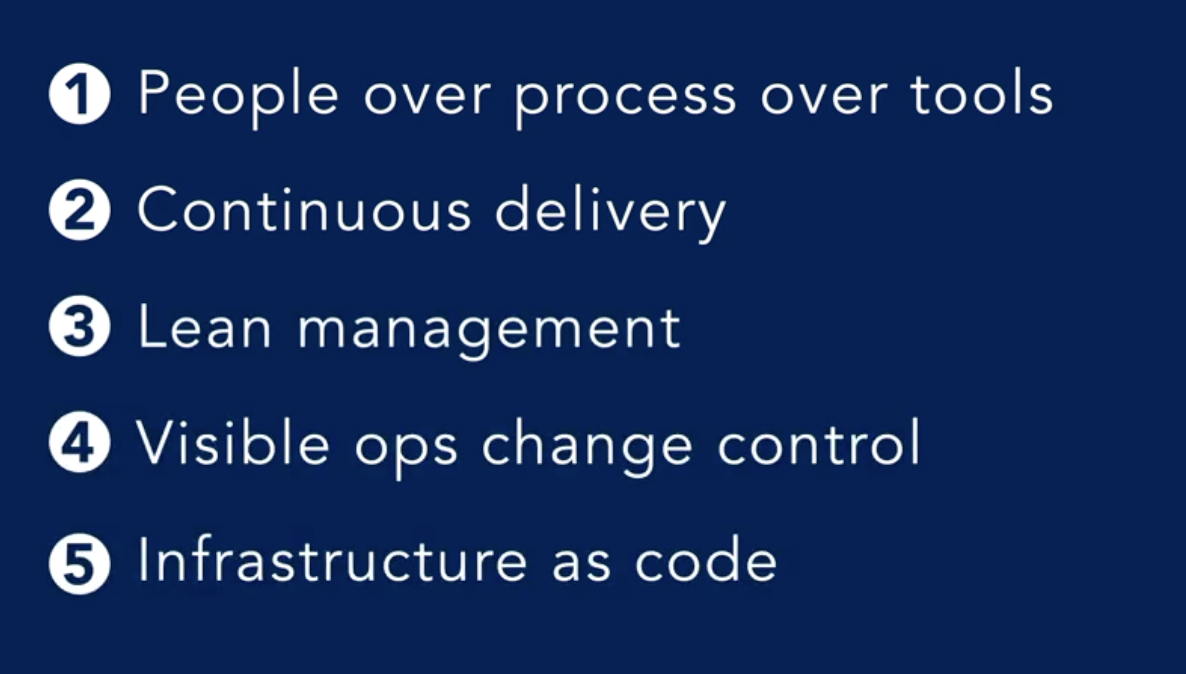 1 People over process over tools
2 Continuous delivery
3 Lean management
4 Visible ops change control
5 Infrastructure as code